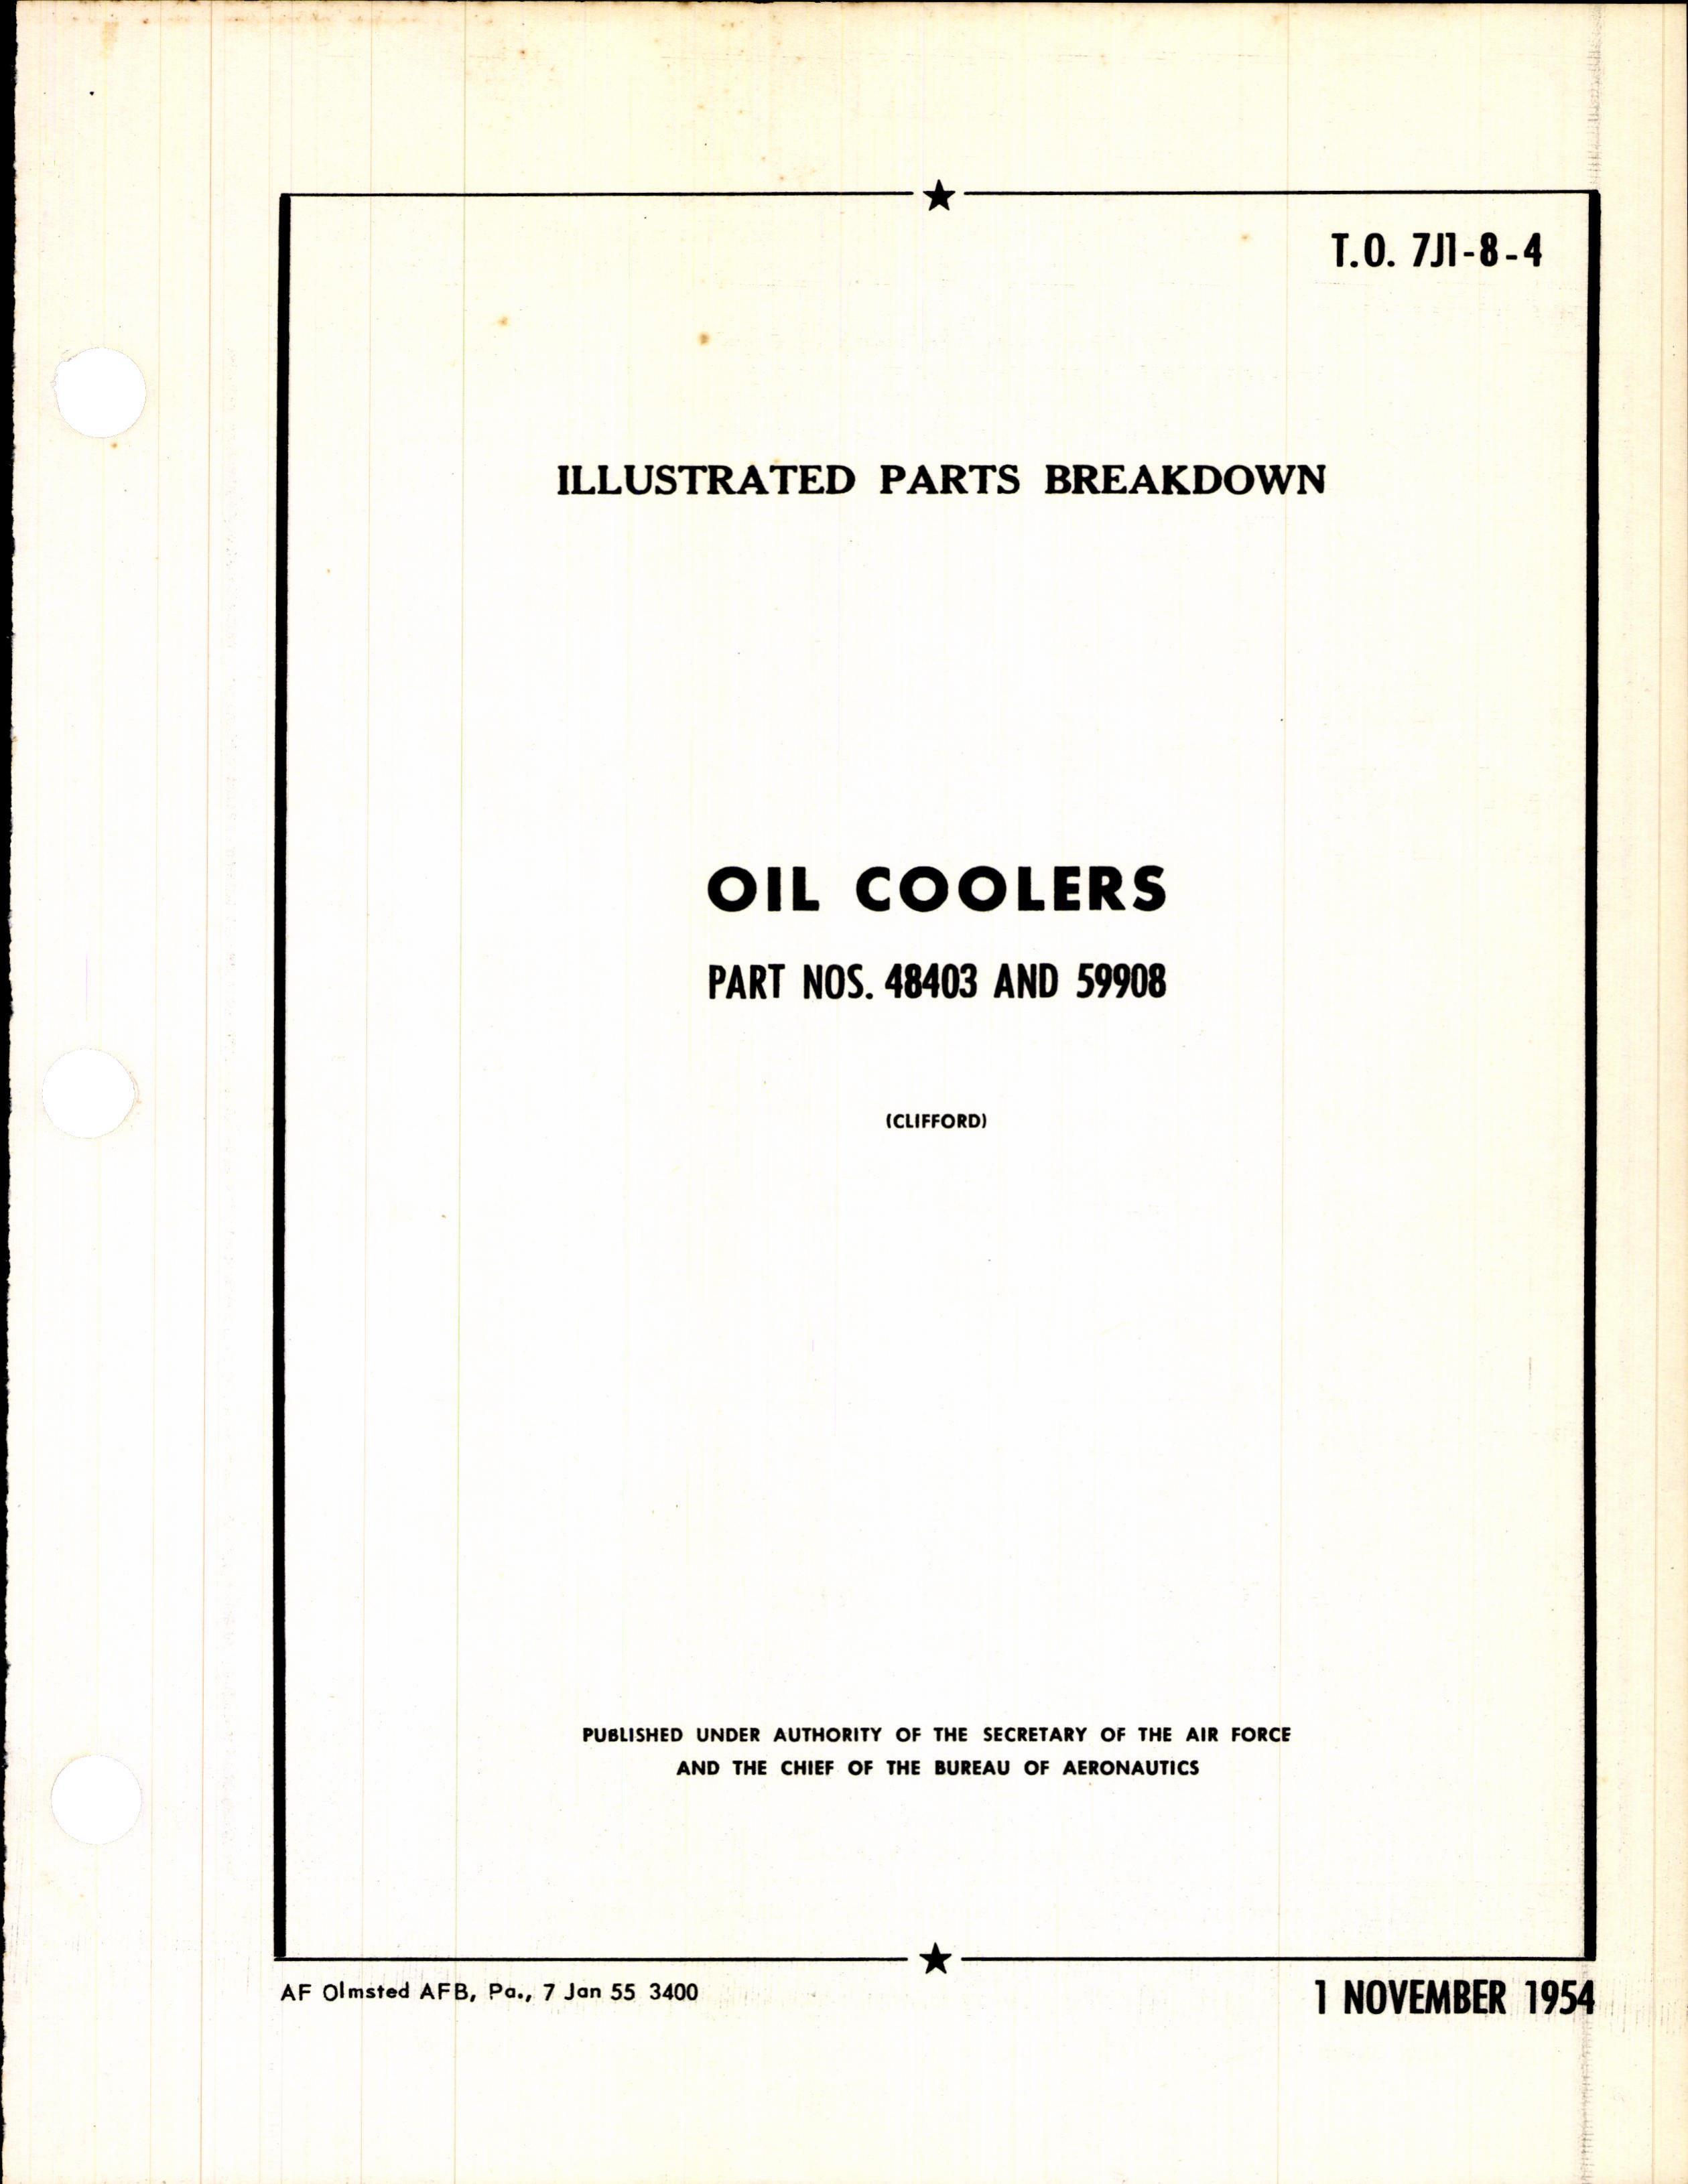 T.O. 7J1-8-4
ILLUSTRATED PARTS BREAKDOWN
OIL COOLERS
PART NOS. 48403 AND 59908
(CLIFFORD)
PUBLISHED UNDER AUTHORITY OF THE SECRETARY OF THE AIR FORCE
AND THE CHIEF OF THE BUREAU OF AERONAUTICS
AF Olmsted AFB, Pa., 7 Jan 55 3400
1 NOVEMBER 1954